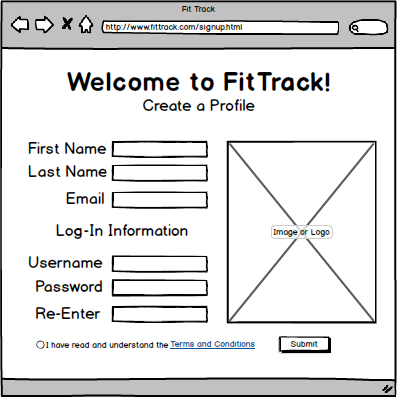 Fit Track
http://www.fittrack.com/signup.html
Welcome to FitTrack!
Create a Profile
First Name
Last Name
Email
Log-In Information
Username
Password
Re-Enter
Image or Logo
I have read and understand the Terms and Conditions
Submit